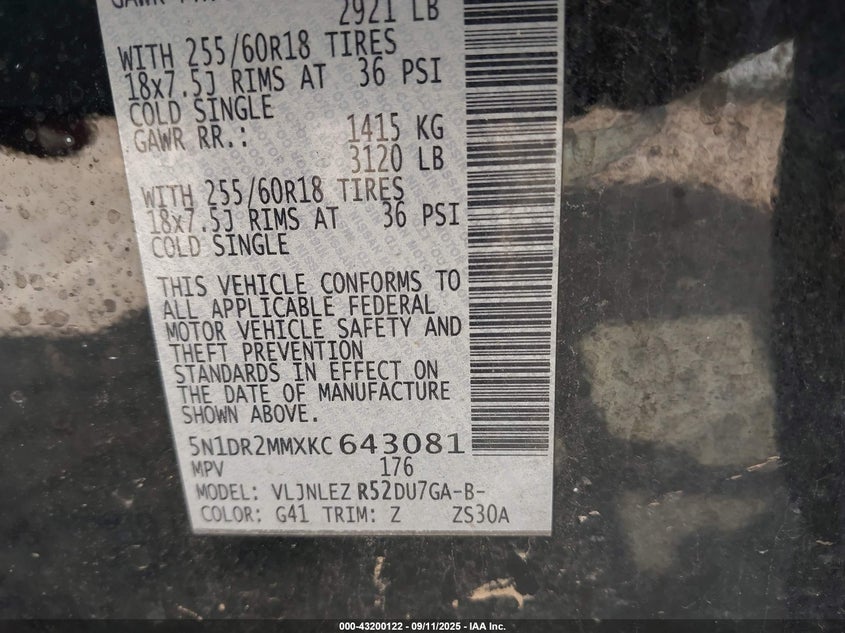 2921 LB
WITH 255/60R18 TIRES
18x7.5J RIMS AT 36 PSI
COLD SINGLE
GAWR RR.: 1415 KG
3120 LB
WITH 255/60R18 TIRES
18x7.5J RIMS AT 36 PSI
COLD SINGLE
THIS VEHICLE CONFORMS TO
ALL APPLICABLE FEDERAL
MOTOR VEHICLE SAFETY AND
THEFT PREVENTION
STANDARDS IN EFFECT ON
THE DATE OF MANUFACTURE
SHOWN ABOVE.
5N1DR2MMXKC643081
MPV 176
MODEL: VLJNLEZ R52DU7GA-B-
COLOR: G41 TRIM: Z ZS30A
000-43200122 - 09/11/2025 - IAA Inc.